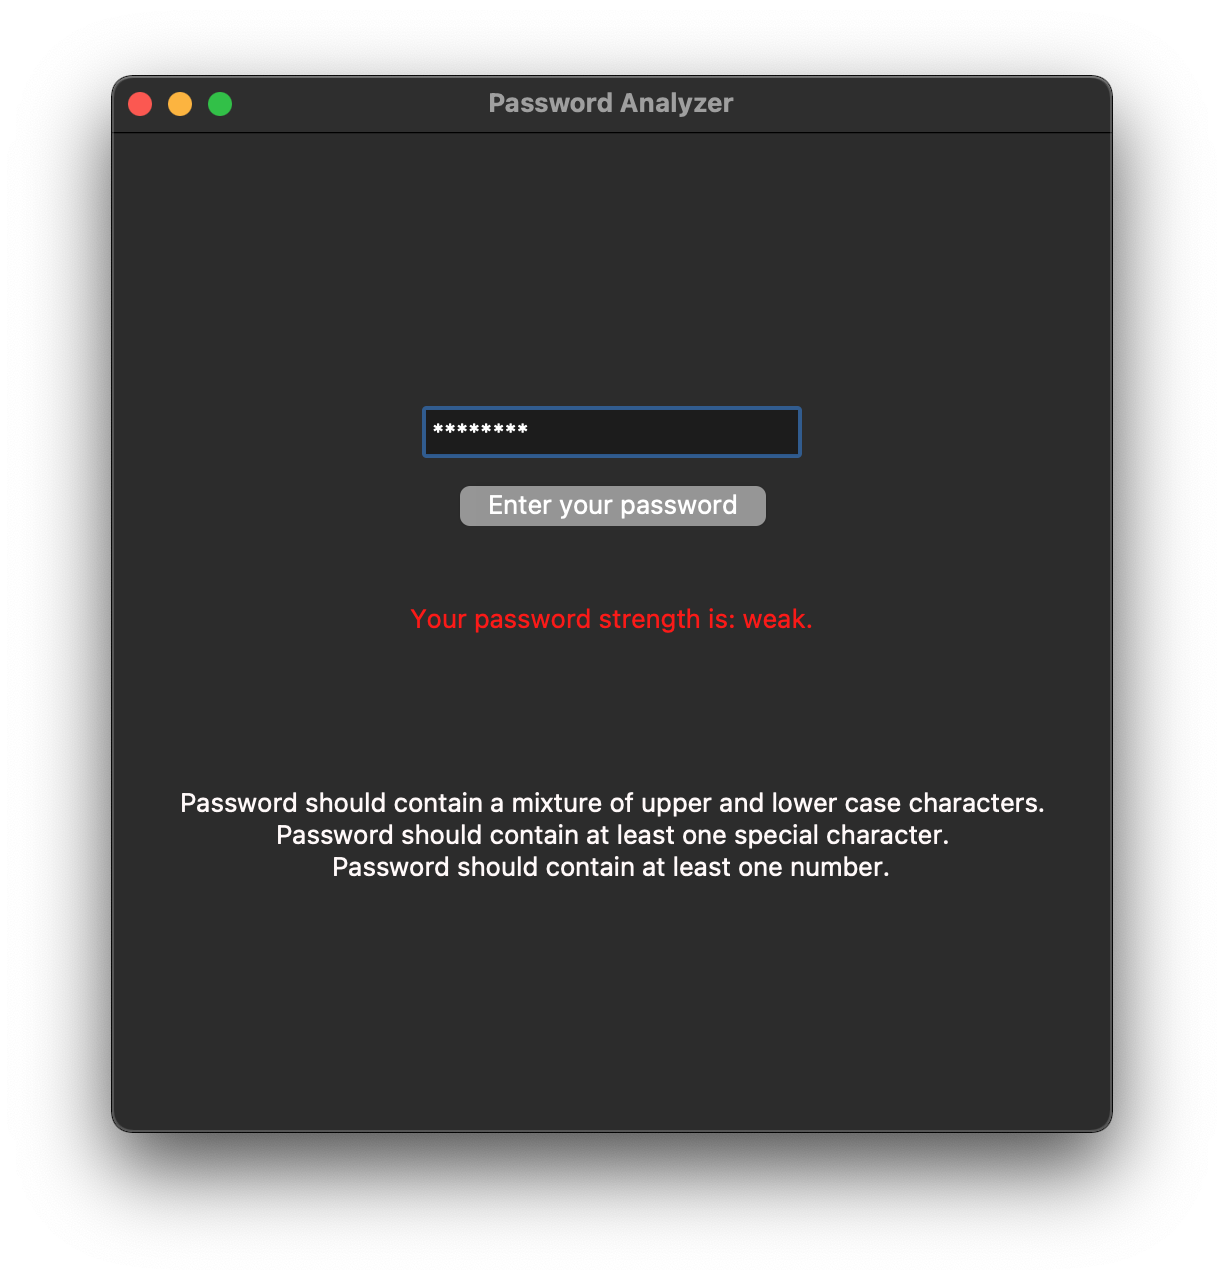 Password Analyzer
********
Enter your password
Your password strength is: weak.
Password should contain a mixture of upper and lower case characters.
Password should contain at least one special character.
Password should contain at least one number.